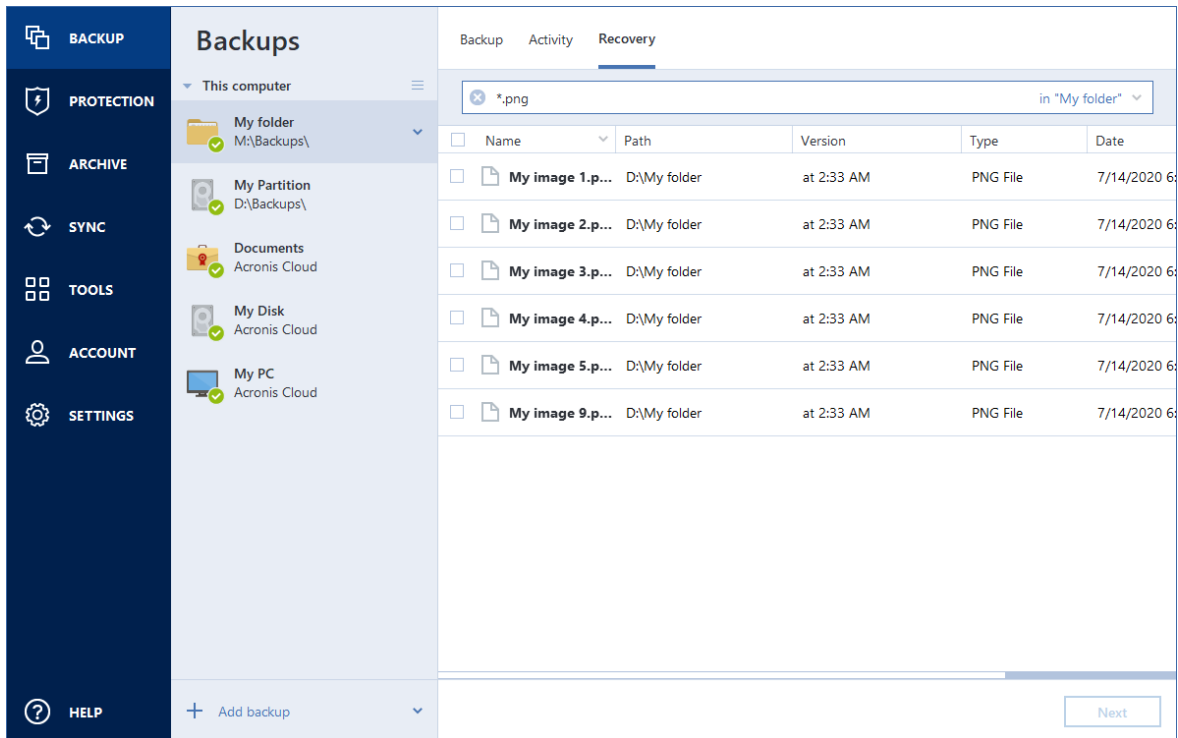 BACKUP
PROTECTION
ARCHIVE
SYNC
TOOLS
ACCOUNT
SETTINGS
HELP
Backups
This computer
My folder
M:\Backups\
My Partition
D:\Backups\
Documents
Acronis Cloud
My Disk
Acronis Cloud
My PC
Acronis Cloud
Add backup
Backup Activity Recovery
*.png in "My folder"
Name Path Version Type Date
My image 1.p... D:\My folder at 2:33 AM PNG File 7/14/2020 6:
My image 2.p... D:\My folder at 2:33 AM PNG File 7/14/2020 6:
My image 3.p... D:\My folder at 2:33 AM PNG File 7/14/2020 6:
My image 4.p... D:\My folder at 2:33 AM PNG File 7/14/2020 6:
My image 5.p... D:\My folder at 2:33 AM PNG File 7/14/2020 6:
My image 9.p... D:\My folder at 2:33 AM PNG File 7/14/2020 6:
Next